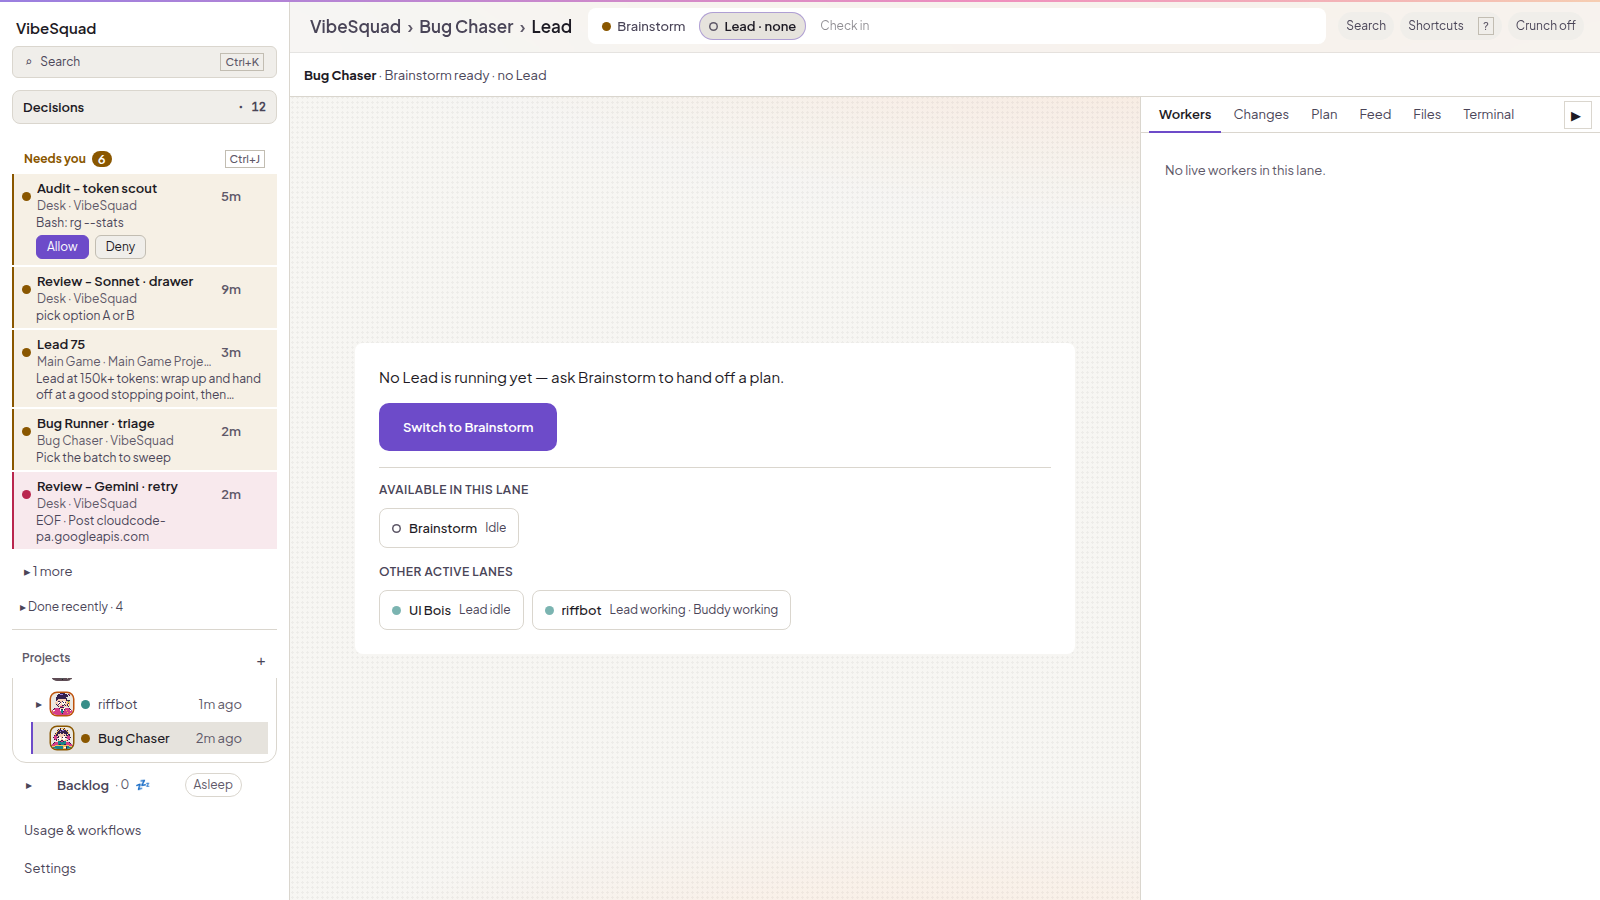 VibeSquad
Search Ctrl+K
Decisions · 12
Needs you 6 Ctrl+J
Audit – token scout 5m
Desk · VibeSquad
Bash: rg --stats
Allow Deny
Review – Sonnet · drawer 9m
Desk · VibeSquad
pick option A or B
Lead 75 3m
Main Game · Main Game Proje…
Lead at 150k+ tokens: wrap up and hand
off at a good stopping point, then…
Bug Runner · triage 2m
Bug Chaser · VibeSquad
Pick the batch to sweep
Review – Gemini · retry 2m
Desk · VibeSquad
EOF · Post cloudcode-
pa.googleapis.com
▸ 1 more
▸ Done recently · 4
Projects +
▸ riffbot 1m ago
Bug Chaser 2m ago
▸ Backlog · 0 💤 Asleep
Usage & workflows
Settings
VibeSquad › Bug Chaser › Lead
Brainstorm Lead · none Check in
Search Shortcuts ? Crunch off
Bug Chaser · Brainstorm ready · no Lead
No Lead is running yet — ask Brainstorm to hand off a plan.
Switch to Brainstorm
AVAILABLE IN THIS LANE
Brainstorm Idle
OTHER ACTIVE LANES
UI Bois Lead idle
riffbot Lead working · Buddy working
Workers Changes Plan Feed Files Terminal ▶
No live workers in this lane.